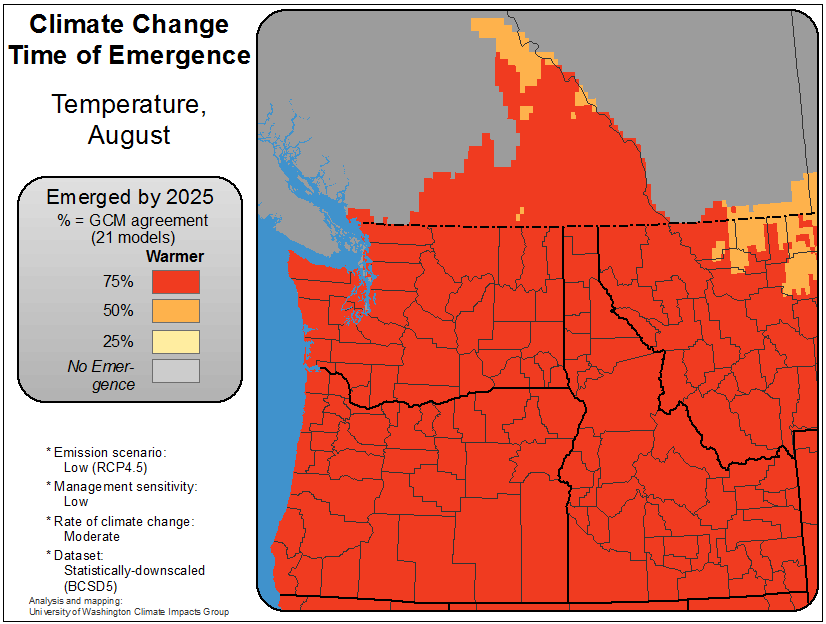 Climate Change
Time of Emergence
Temperature,
August
Emerged by 2025
% = GCM agreement
(21 models)
Warmer
75%
50%
25%
No Emer-
gence
* Emission scenario:
Low (RCP4.5)
* Management sensitivity:
Low
* Rate of climate change:
Moderate
* Dataset:
Statistically-downscaled
(BCSD5)
Analysis and mapping:
University of Washington Climate Impacts Group